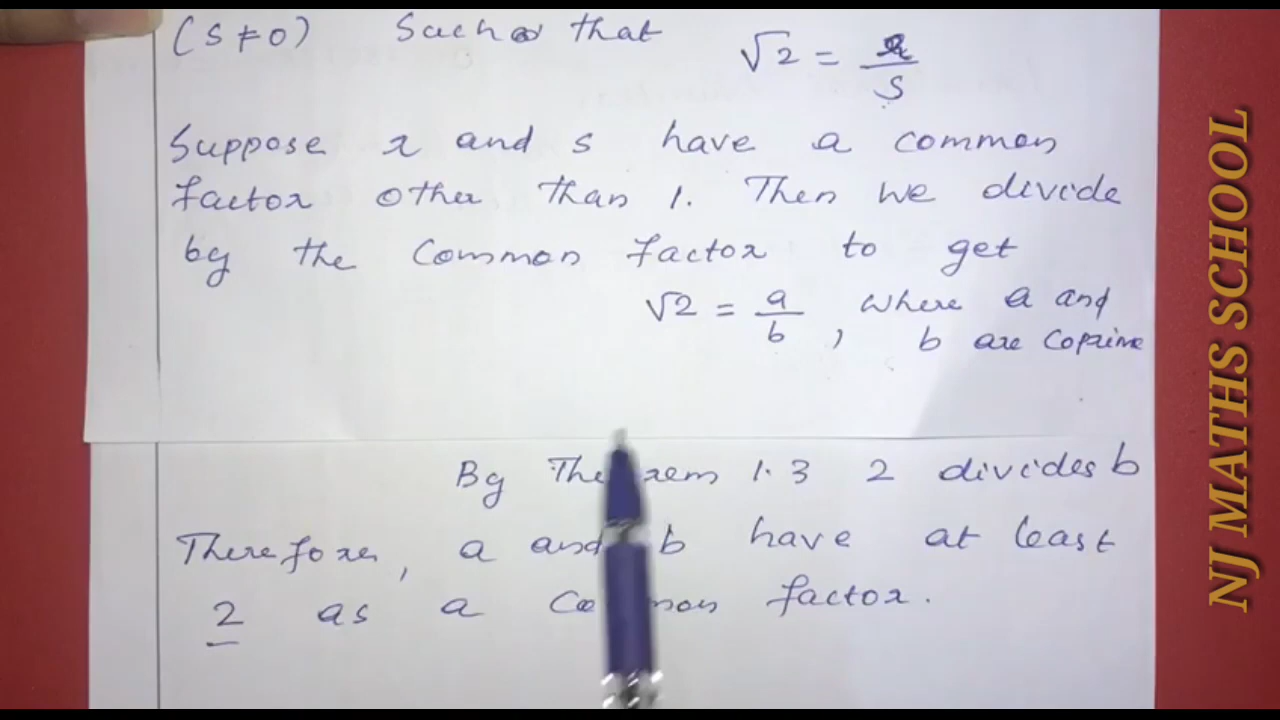 (s ≠ 0) Such that √2 = r/s
Suppose r and s have a common
factor other than 1. Then we divide
by the common factor to get
√2 = a/b, where a and
b are coprime
By Theorem 1.3 2 divides b
Therefore, a and b have at least
2 as a common factor.
NJ MATHS SCHOOL